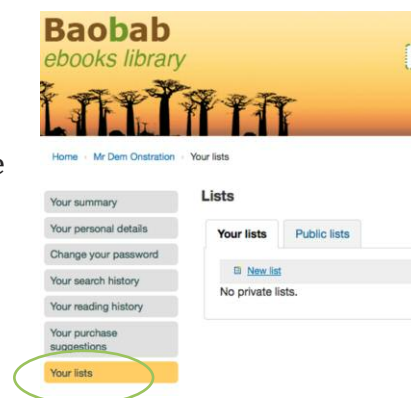 Baobab
ebooks library
e
Home Mr Dem Onstration Your lists
Your summary
Your personal details
Change your password
Your search history
Your reading history
Your purchase
suggestions
Your lists
Lists
Your lists Public lists
New list
No private lists.